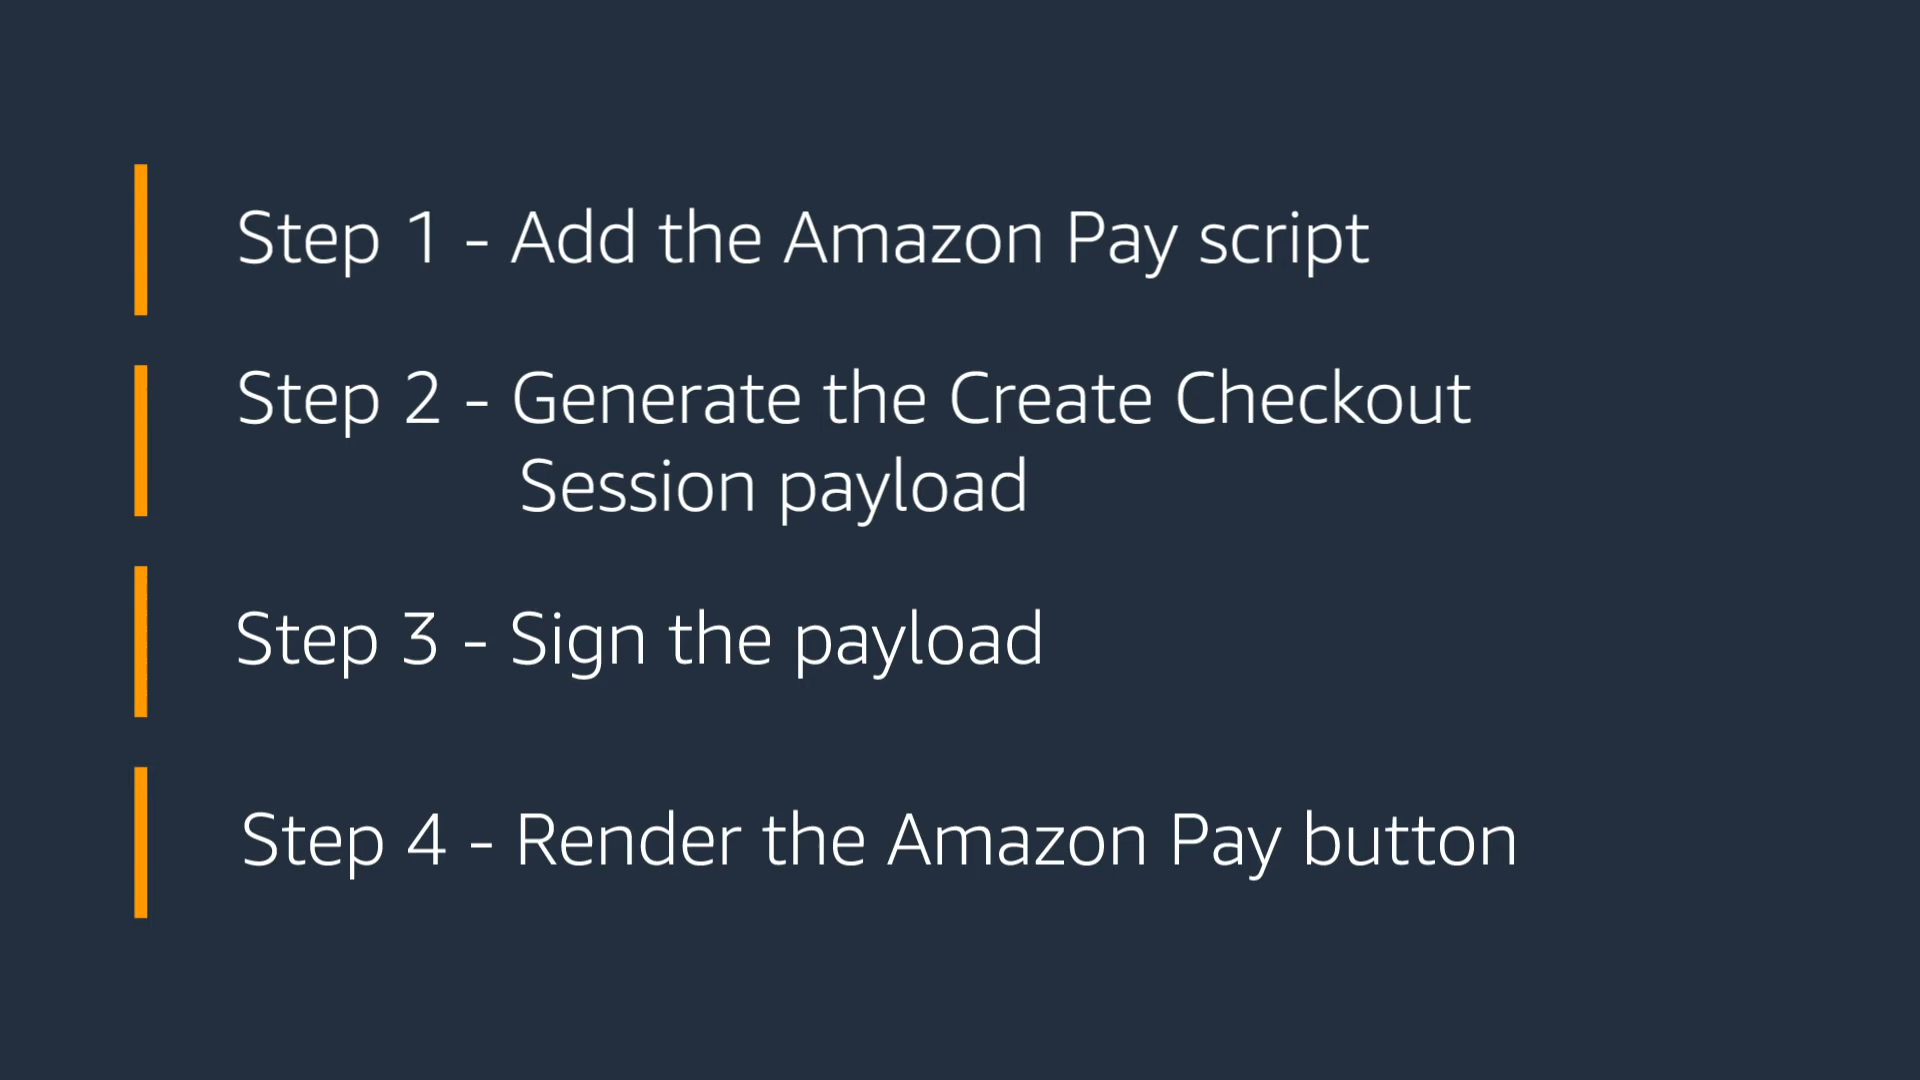 Step 1 - Add the Amazon Pay script
Step 2 - Generate the Create Checkout
Session payload
Step 3 - Sign the payload
Step 4 - Render the Amazon Pay button